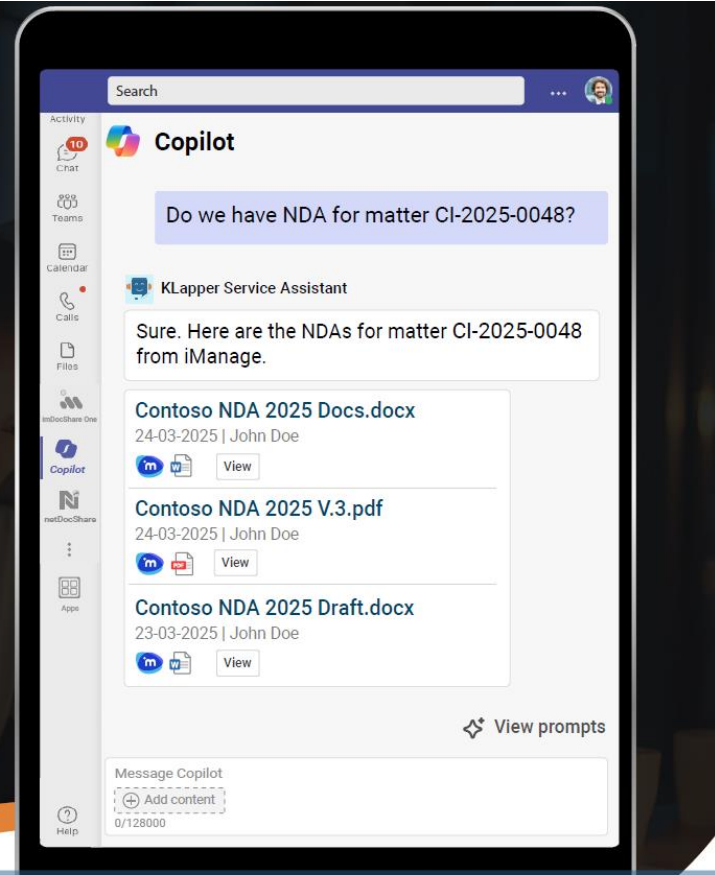 Search
...
Activity
10
Chat
Teams
Calendar
Calls
Files
imDocShare One
Copilot
netDocShare
Apps
Help
Copilot
Do we have NDA for matter CI-2025-0048?
KLapper Service Assistant
Sure. Here are the NDAs for matter CI-2025-0048
from iManage.
Contoso NDA 2025 Docs.docx
24-03-2025 | John Doe
m
W
View
Contoso NDA 2025 V.3.pdf
24-03-2025 | John Doe
m
PDF
View
Contoso NDA 2025 Draft.docx
23-03-2025 | John Doe
m
W
View
View prompts
Message Copilot
Add content
0/128000